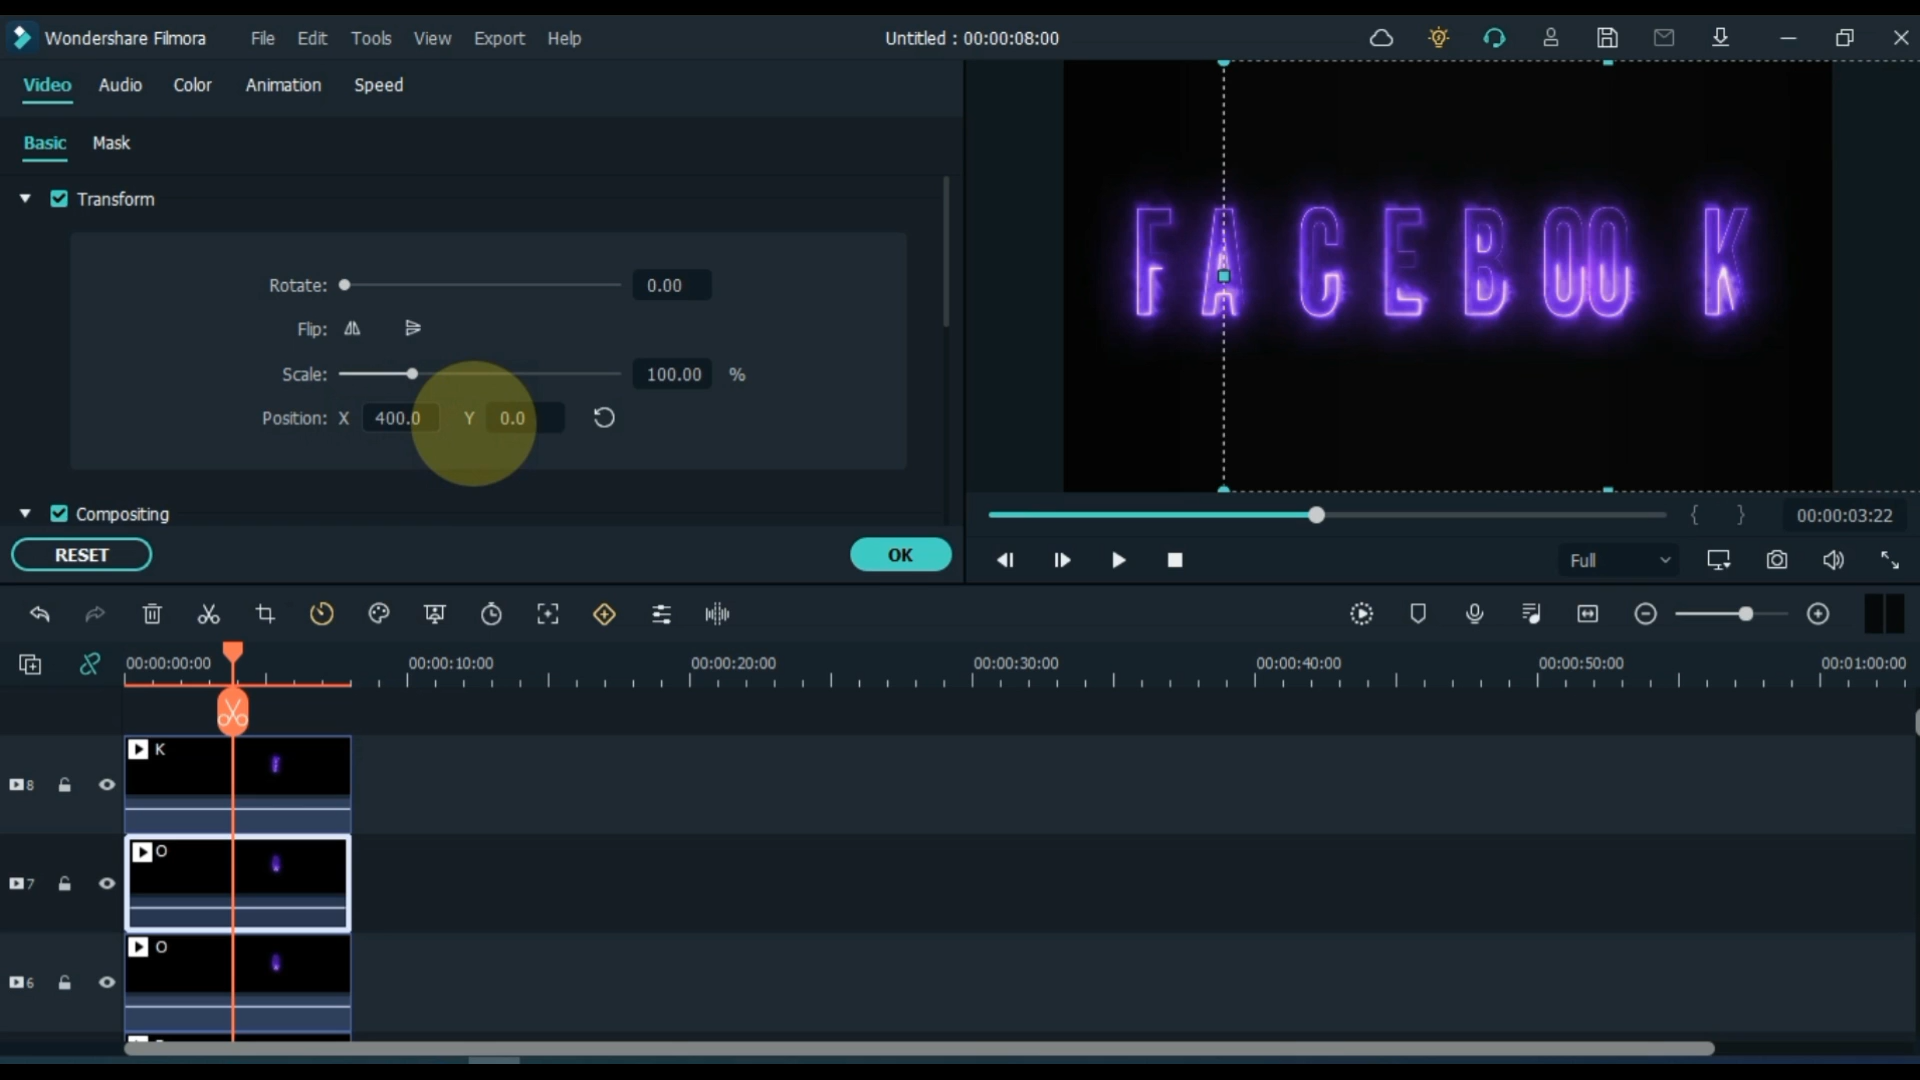 Wondershare Filmora File Edit Tools View Export Help Untitled : 00:00:08:00
Video Audio Color Animation Speed
Basic Mask
Transform
Rotate: 0.00
Flip:
Scale: 100.00 %
Position: X 400.0 Y 0.0
Compositing
RESET OK
FACEBOO K
{ } 00:00:03:22
Full
00:00:00:00 00:00:10:00 00:00:20:00 00:00:30:00 00:00:40:00 00:00:50:00 00:01:00:00
K
8
O
7
O
6